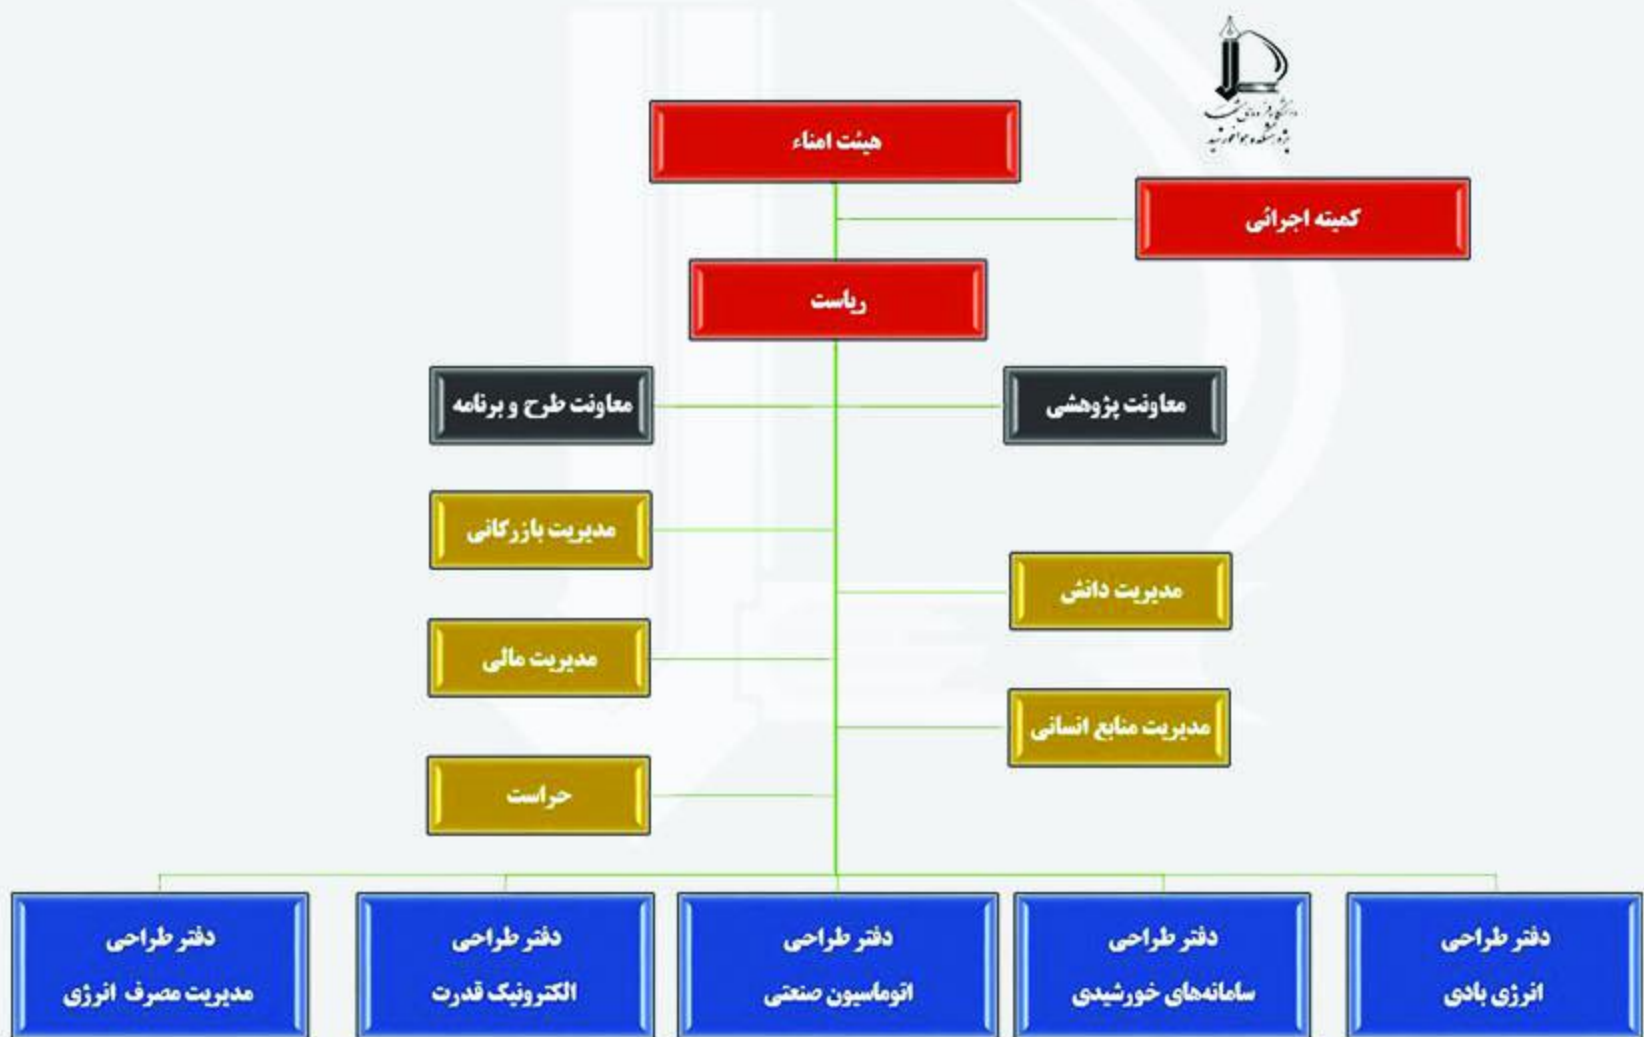 هیئت امناء
کمیته اجرائی
ریاست
معاونت پژوهشی
معاونت طرح و برنامه
مدیریت بازرگانی
مدیریت دانش
مدیریت مالی
مدیریت منابع انسانی
حراست
دفتر طراحی
انرژی بادی
دفتر طراحی
سامانه‌های خورشیدی
دفتر طراحی
اتوماسیون صنعتی
دفتر طراحی
الکترونیک قدرت
دفتر طراحی
مدیریت مصرف انرژی